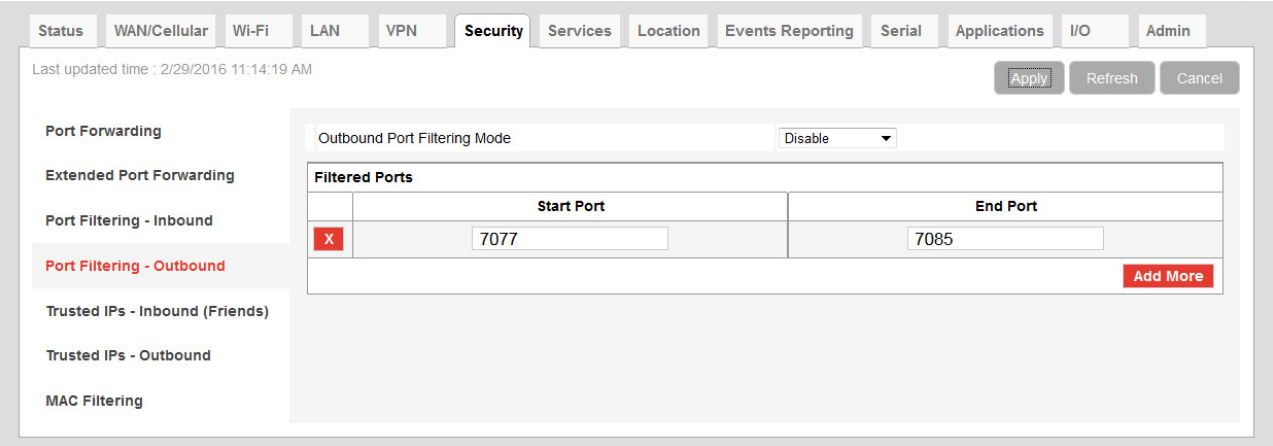 Status WAN/Cellular Wi-Fi LAN VPN Security Services Location Events Reporting Serial Applications I/O Admin
Last updated time : 2/29/2016 11:14:19 AM
Apply Refresh Cancel
Port Forwarding
Extended Port Forwarding
Port Filtering - Inbound
Port Filtering - Outbound
Trusted IPs - Inbound (Friends)
Trusted IPs - Outbound
MAC Filtering
Outbound Port Filtering Mode Disable
Filtered Ports
Start Port End Port
X 7077 7085
Add More